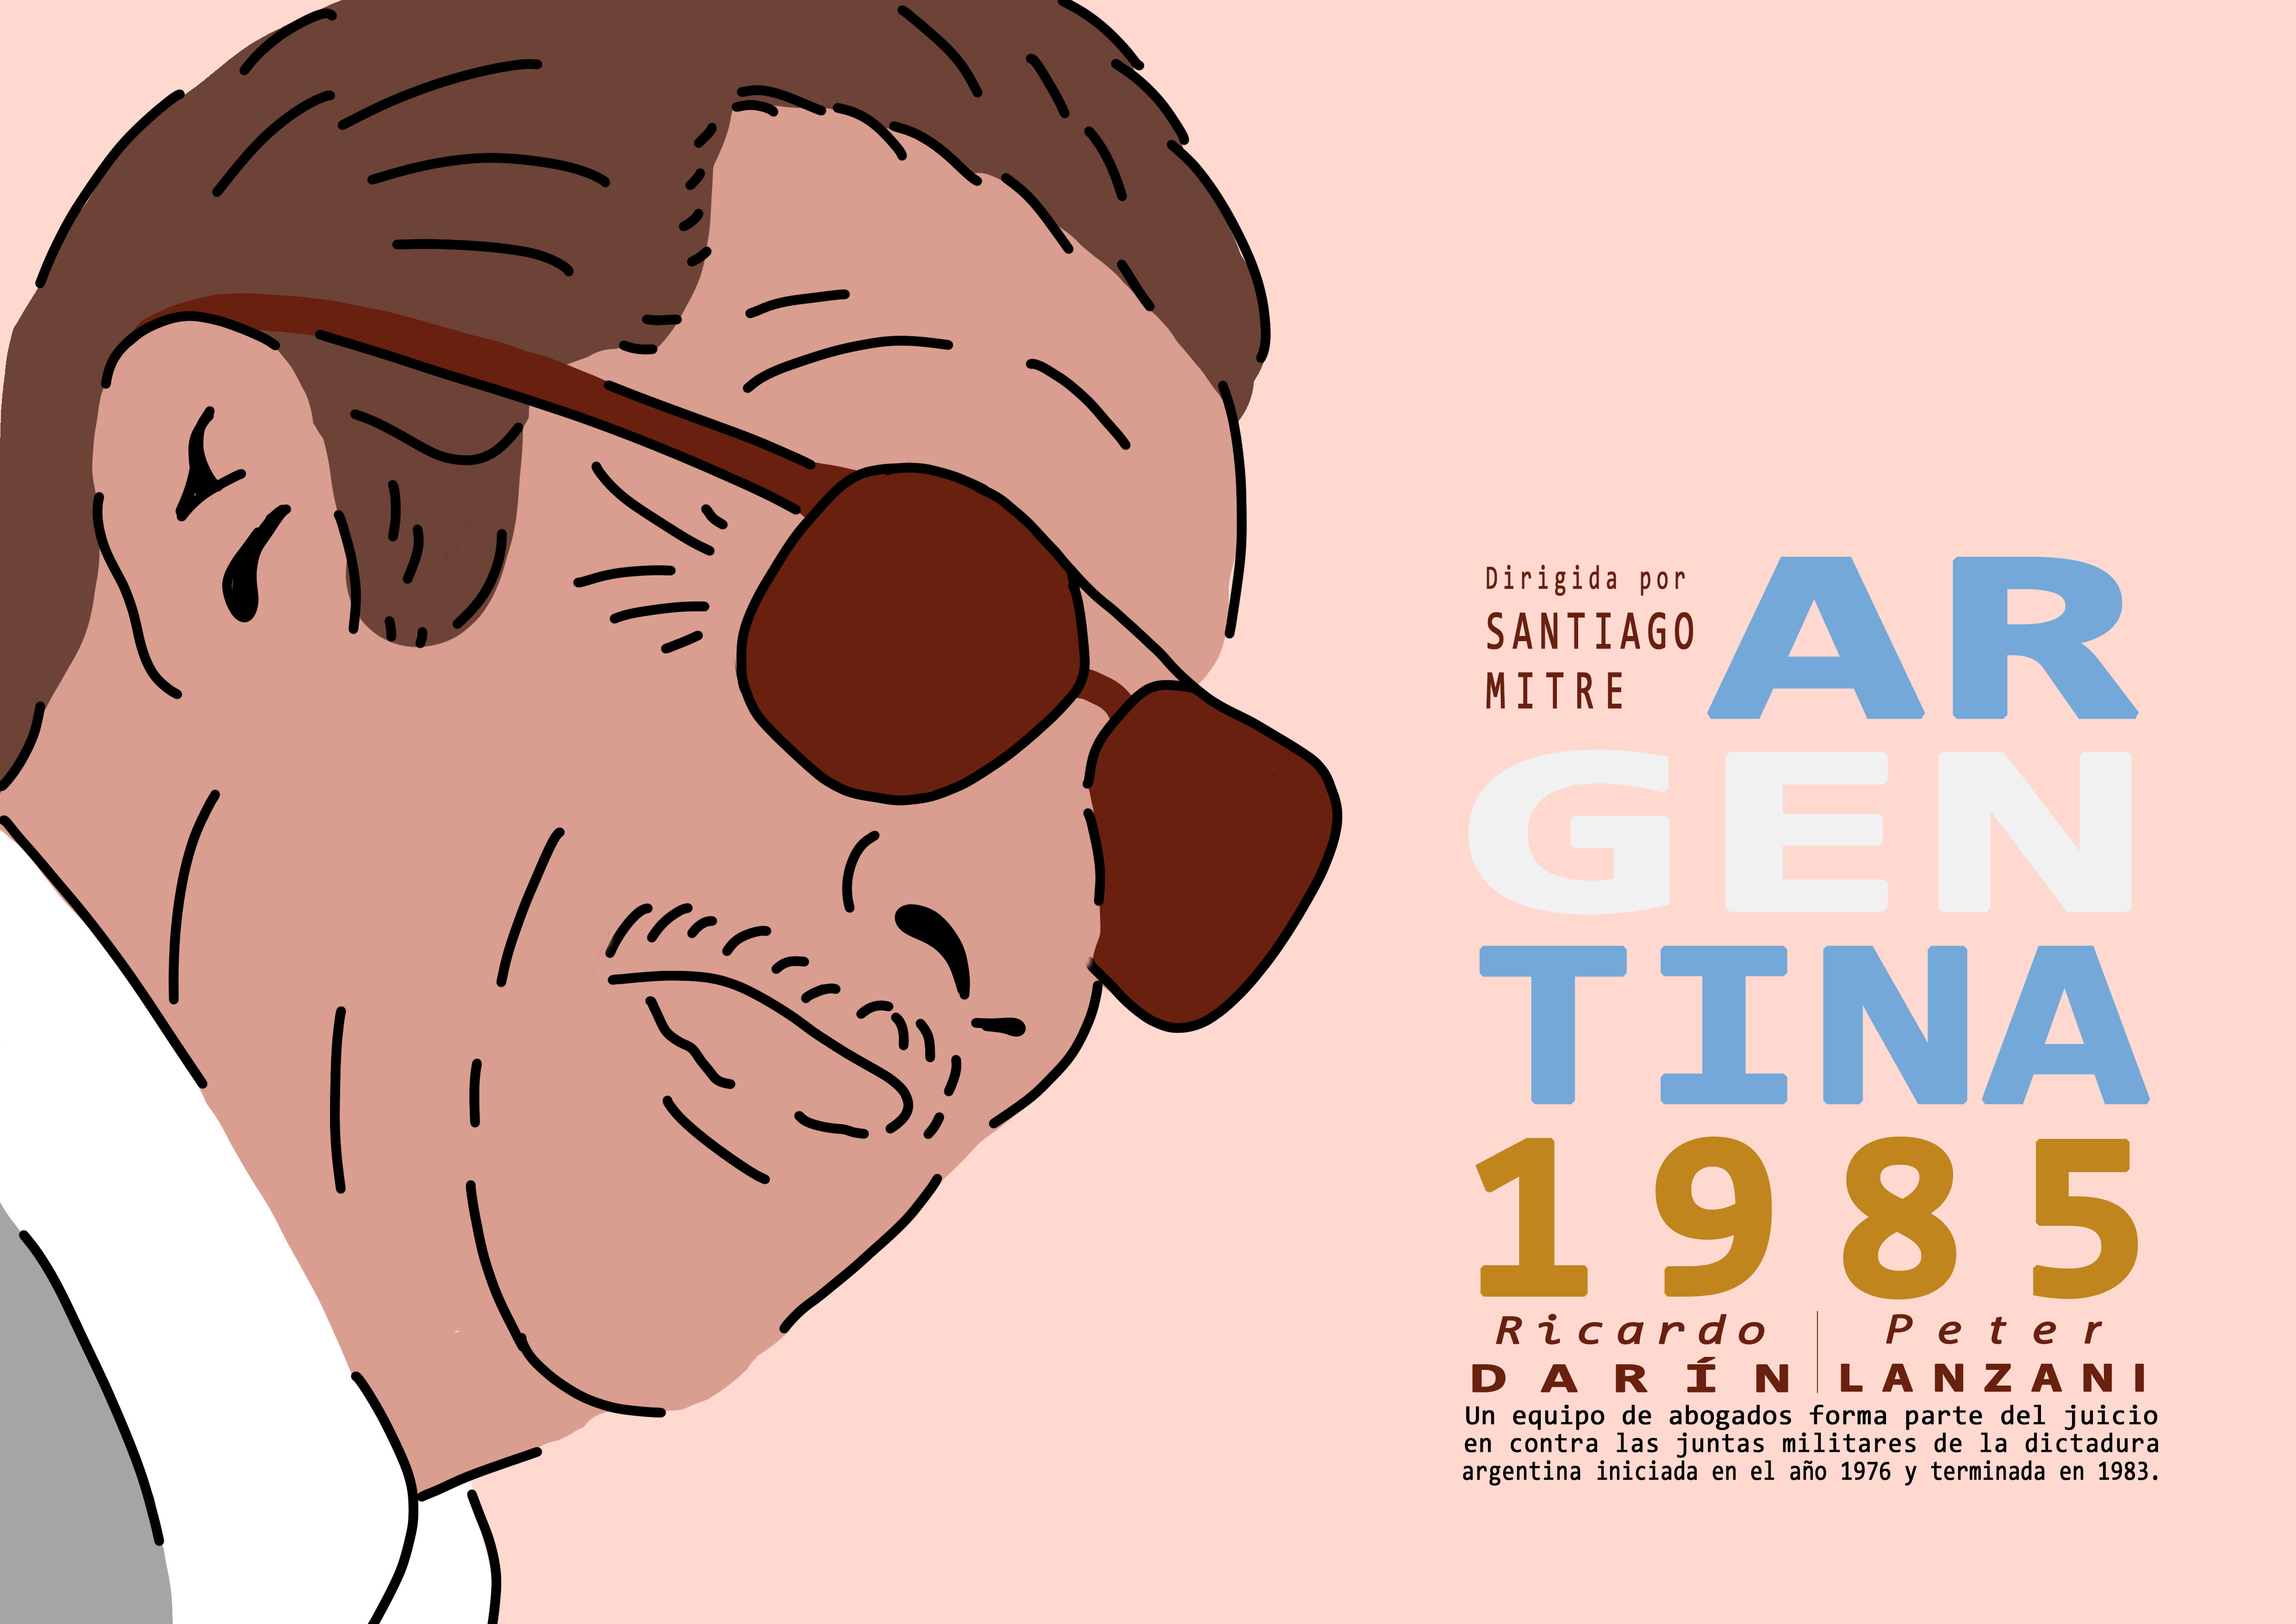 Dirigida por
SANTIAGO
MITRE
AR
GEN
TINA
1985
Ricardo
DARÍN
Peter
LANZANI
Un equipo de abogados forma parte del juicio
en contra las juntas militares de la dictadura
argentina iniciada en el año 1976 y terminada en 1983.